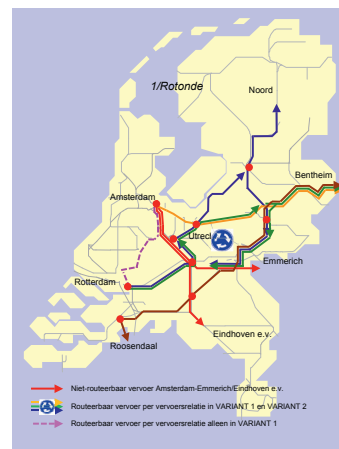 1/Rotonde
Noord
Bentheim
Amsterdam
Utrecht
Emmerich
Rotterdam
Eindhoven e.v.
Roosendaal
Niet-routeerbaar vervoer Amsterdam-Emmerich/Eindhoven e.v.
Routeerbaar vervoer per vervoersrelatie in VARIANT 1 en VARIANT 2
Routeerbaar vervoer per vervoersrelatie alleen in VARIANT 1